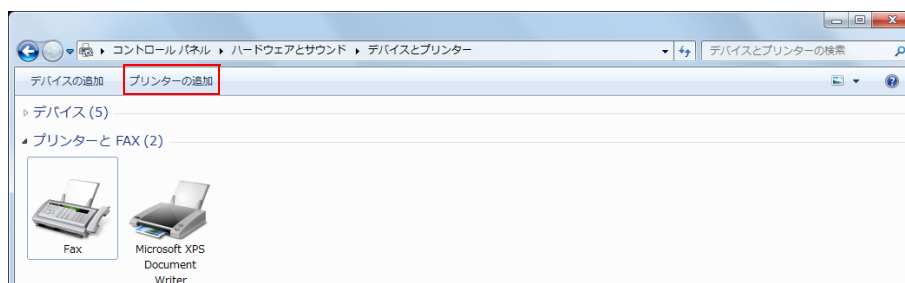 コントロール パネル ▸ ハードウェアとサウンド ▸ デバイスとプリンター
デバイスとプリンターの検索
デバイスの追加 プリンターの追加
デバイス (5)
プリンターと FAX (2)
Fax
Microsoft XPS
Document
Writer